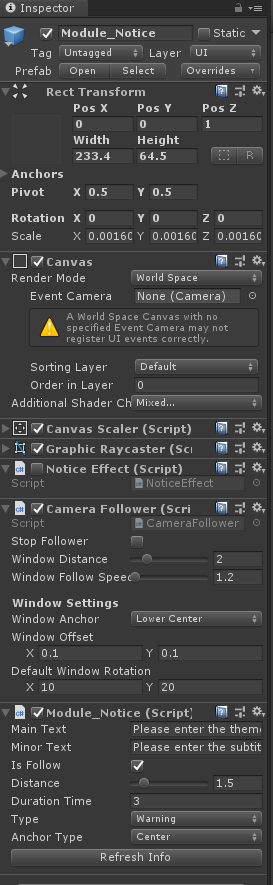 Inspector
Module_Notice Static
Tag Untagged Layer UI
Prefab Open Select Overrides
Rect Transform
Pos X Pos Y Pos Z
0 0 1
Width Height
233.4 64.5 R
Anchors
Pivot X 0.5 Y 0.5
Rotation X 0 Y 0 Z 0
Scale X 0.00160 Y 0.00160 Z 0.00160
Canvas
Render Mode World Space
Event Camera None (Camera)
A World Space Canvas with no
specified Event Camera may not
register UI events correctly.
Sorting Layer Default
Order in Layer 0
Additional Shader Ch Mixed...
Canvas Scaler (Script)
Graphic Raycaster (Scri
Notice Effect (Script)
Script NoticeEffect
Camera Follower (Scri
Script CameraFollower
Stop Follower
Window Distance 2
Window Follow Speed 1.2
Window Settings
Window Anchor Lower Center
Window Offset
X 0.1 Y 0.1
Default Window Rotation
X 10 Y 20
Module_Notice (Script)
Main Text Please enter the theme
Minor Text Please enter the subtit
Is Follow
Distance 1.5
Duration Time 3
Type Warning
Anchor Type Center
Refresh Info